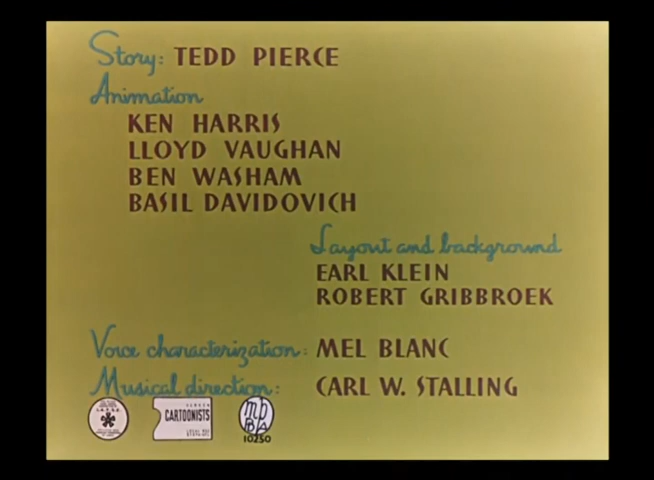 Story: TEDD PIERCE
Animation
KEN HARRIS
LLOYD VAUGHAN
BEN WASHAM
BASIL DAVIDOVICH
Layout and background
EARL KLEIN
ROBERT GRIBBROEK
Voice characterization: MEL BLANC
Musical direction: CARL W. STALLING
SCREEN
CARTOONISTS
10250